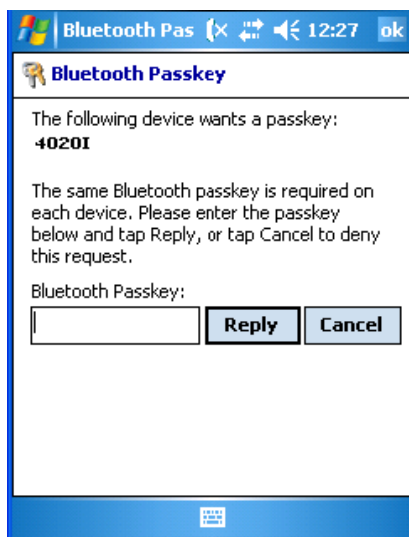 Bluetooth Pas 12:27 ok
Bluetooth Passkey
The following device wants a passkey:
4020I
The same Bluetooth passkey is required on
each device. Please enter the passkey
below and tap Reply, or tap Cancel to deny
this request.
Bluetooth Passkey:
Reply Cancel